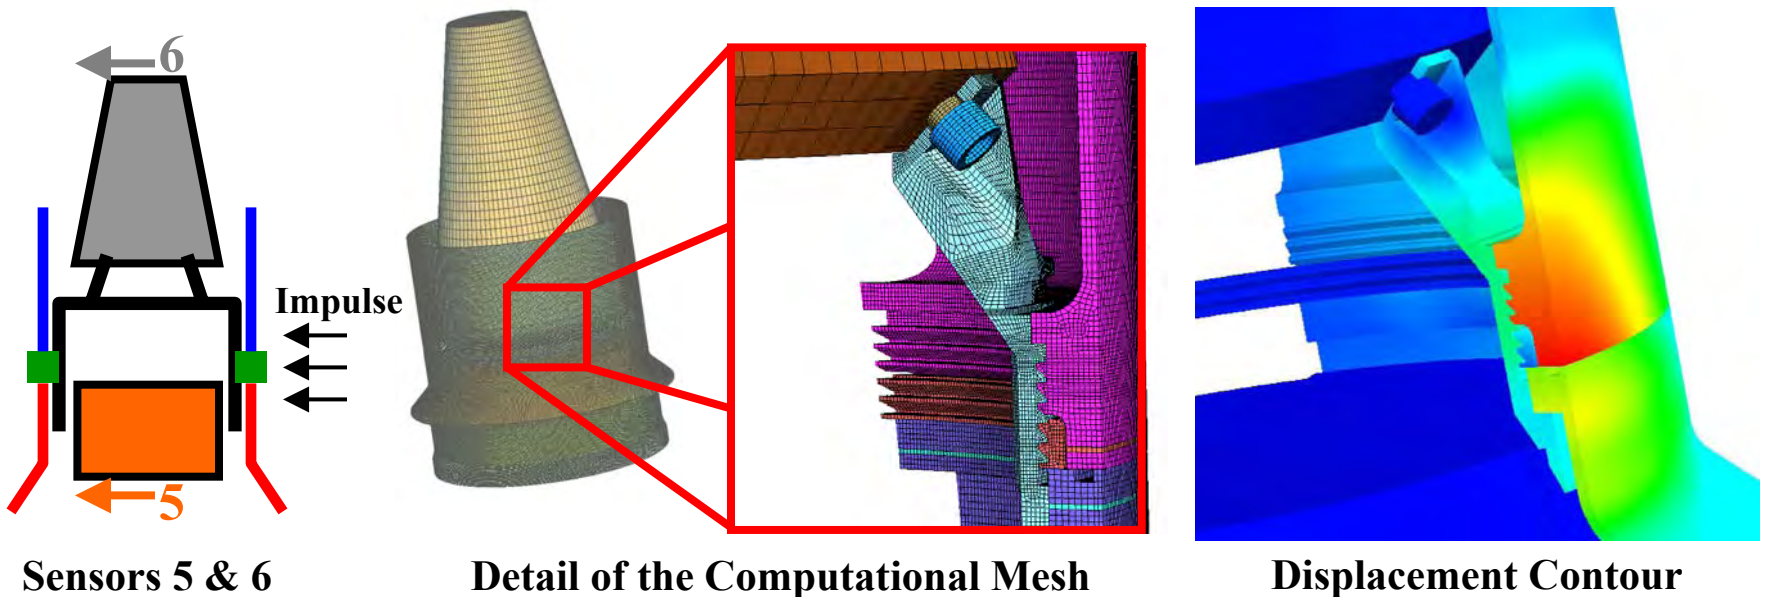 6
Impulse
5
Sensors 5 & 6
Detail of the Computational Mesh
Displacement Contour